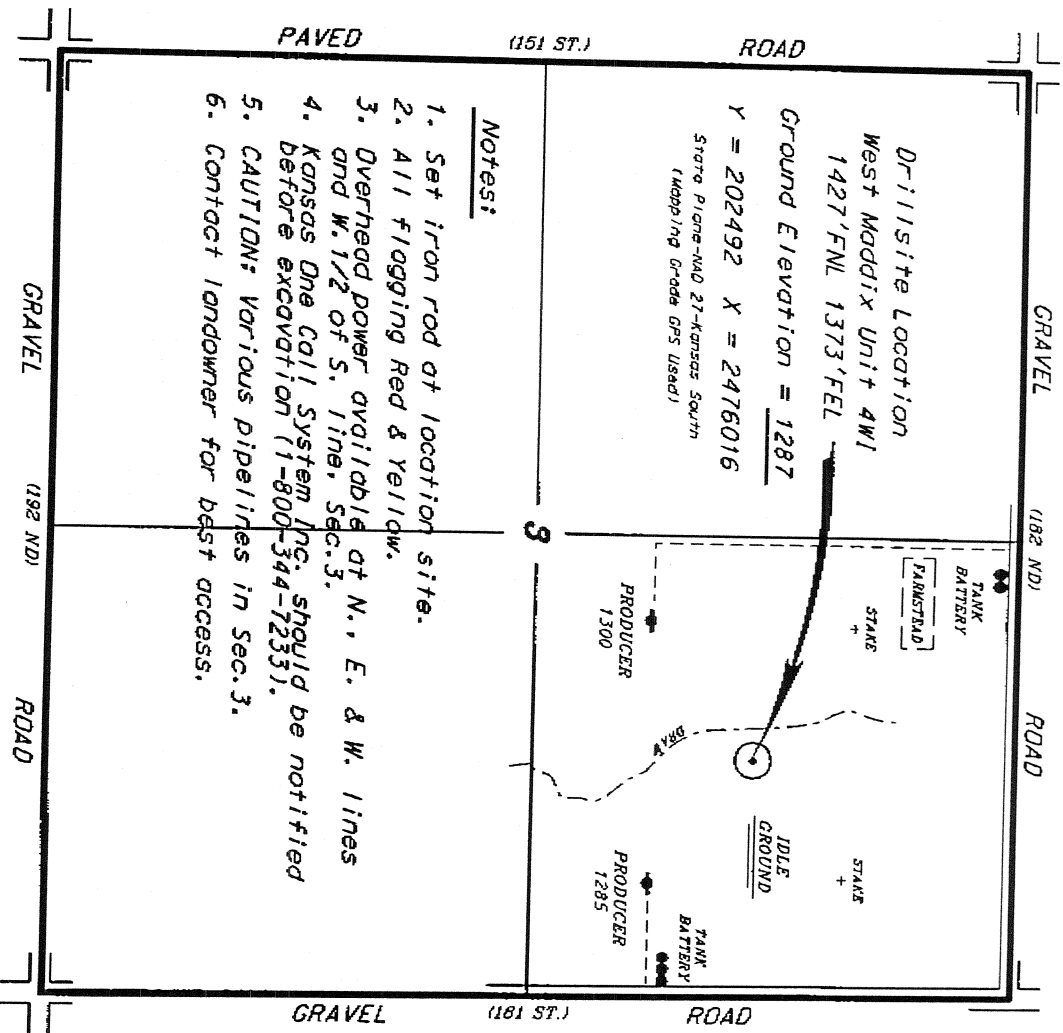 PAVED (151 ST.) ROAD
GRAVEL (182 ND) ROAD
Drillsite Location
West Maddix Unit 4WI
1427'FNL 1373'FEL
Ground Elevation = 1287
Y = 202492 X = 2476016
State Plane-NAD 27-Kansas South
(Mapping Grade GPS Used)
TANK
BATTERY
FARMSTEAD
STAKE
+
PRODUCER
1300
DRAW
IDLE
GROUND
STAKE
+
PRODUCER
1285
TANK
BATTERY
3
Notes:
1. Set iron rod at location site.
2. All flagging Red & Yellow.
3. Overhead power available at N., E. & W. lines
and W.1/2 of S. line, Sec.3.
4. Kansas One Call System Inc. should be notified
before excavation (1-800-344-7233).
5. CAUTION: Various pipelines in Sec.3.
6. Contact landowner for best access.
GRAVEL (192 ND) ROAD
GRAVEL (161 ST.) ROAD